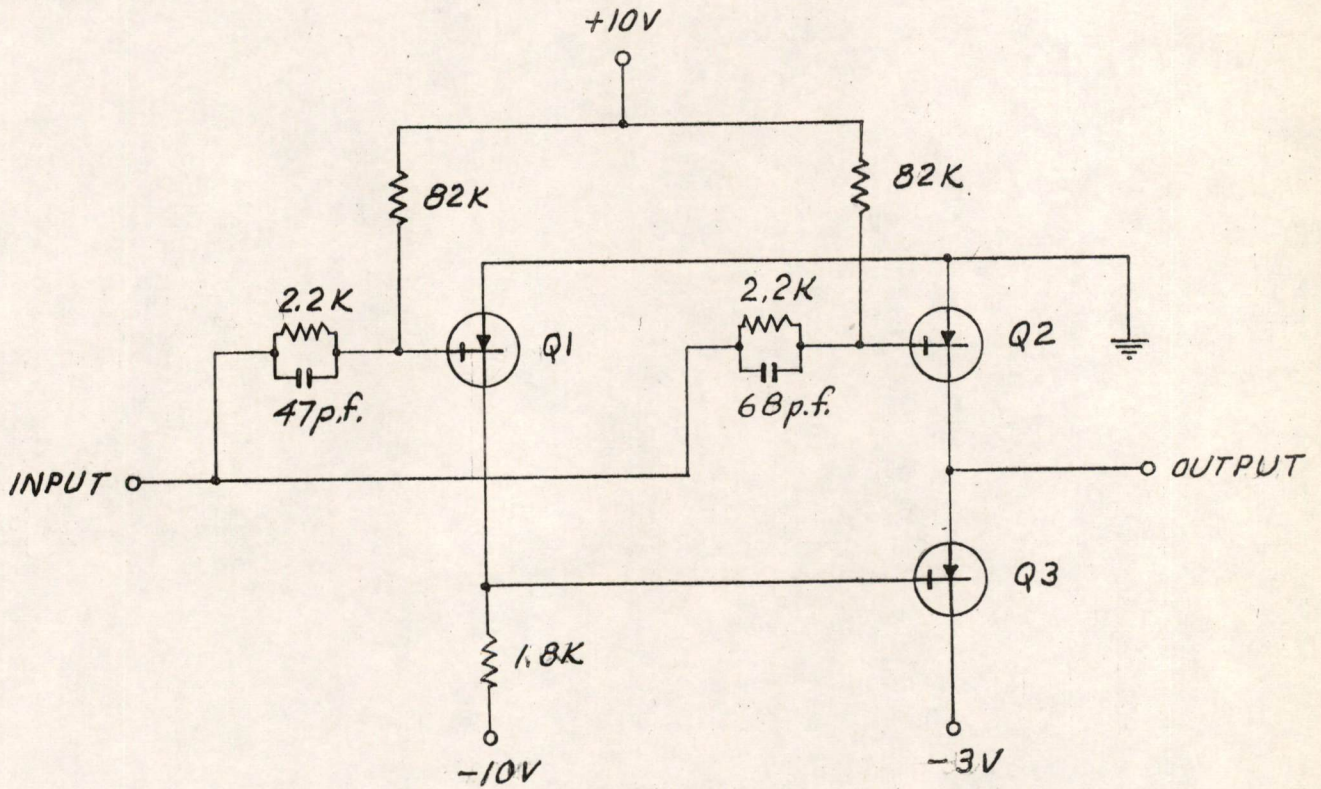 +10V
82K
82K
2.2K
2.2K
Q1
Q2
47p.f.
68p.f.
INPUT
OUTPUT
Q3
1.8K
-10V
-3V